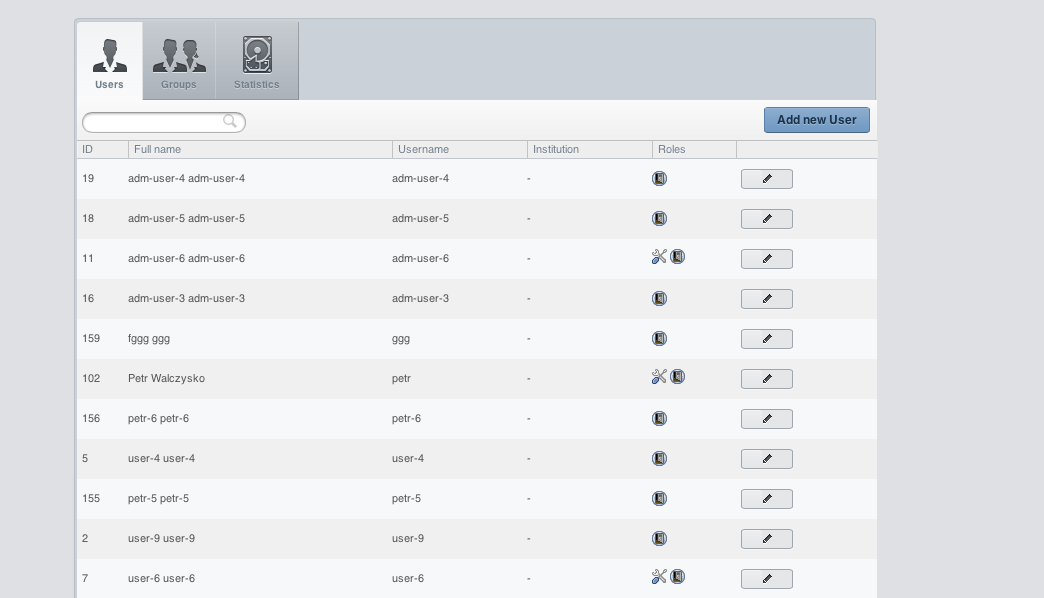 Users Groups Statistics
Add new User
ID Full name Username Institution Roles
19 adm-user-4 adm-user-4 adm-user-4 -
18 adm-user-5 adm-user-5 adm-user-5 -
11 adm-user-6 adm-user-6 adm-user-6 -
16 adm-user-3 adm-user-3 adm-user-3 -
159 fggg ggg ggg -
102 Petr Walczysko petr -
156 petr-6 petr-6 petr-6 -
5 user-4 user-4 user-4 -
155 petr-5 petr-5 petr-5 -
2 user-9 user-9 user-9 -
7 user-6 user-6 user-6 -